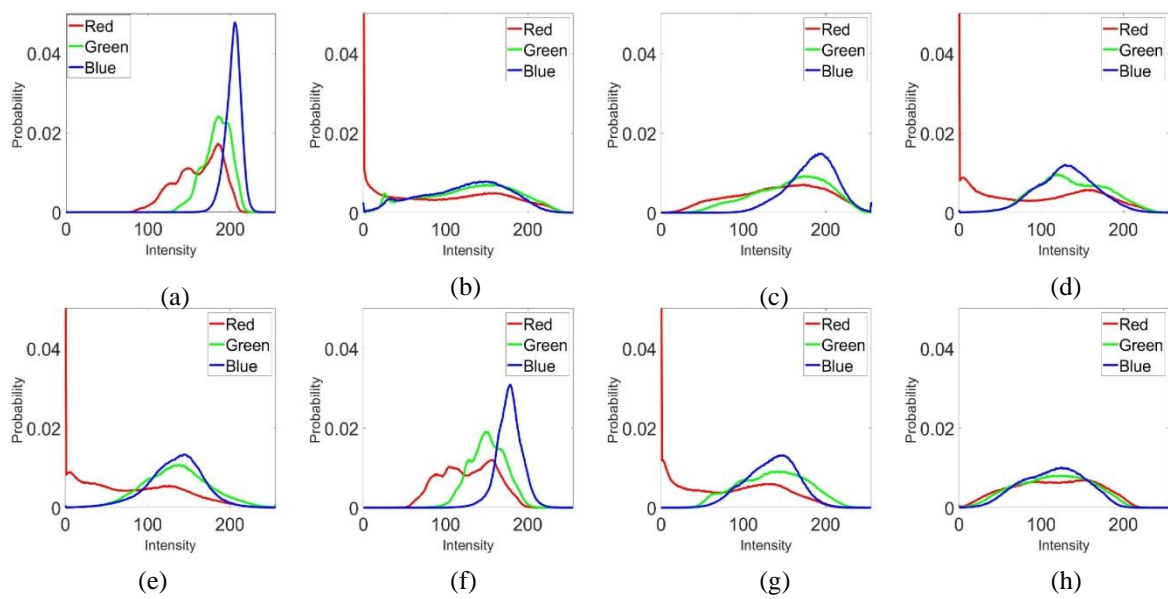 Red
Green
Blue
Probability
0.04
0.02
0
0 100 200
Intensity
(a)
Red
Green
Blue
Probability
0.04
0.02
0
0 100 200
Intensity
(b)
Red
Green
Blue
Probability
0.04
0.02
0
0 100 200
Intensity
(c)
Red
Green
Blue
Probability
0.04
0.02
0
0 100 200
Intensity
(d)
Red
Green
Blue
Probability
0.04
0.02
0
0 100 200
Intensity
(e)
Red
Green
Blue
Probability
0.04
0.02
0
0 100 200
Intensity
(f)
Red
Green
Blue
Probability
0.04
0.02
0
0 100 200
Intensity
(g)
Red
Green
Blue
Probability
0.04
0.02
0
0 100 200
Intensity
(h)